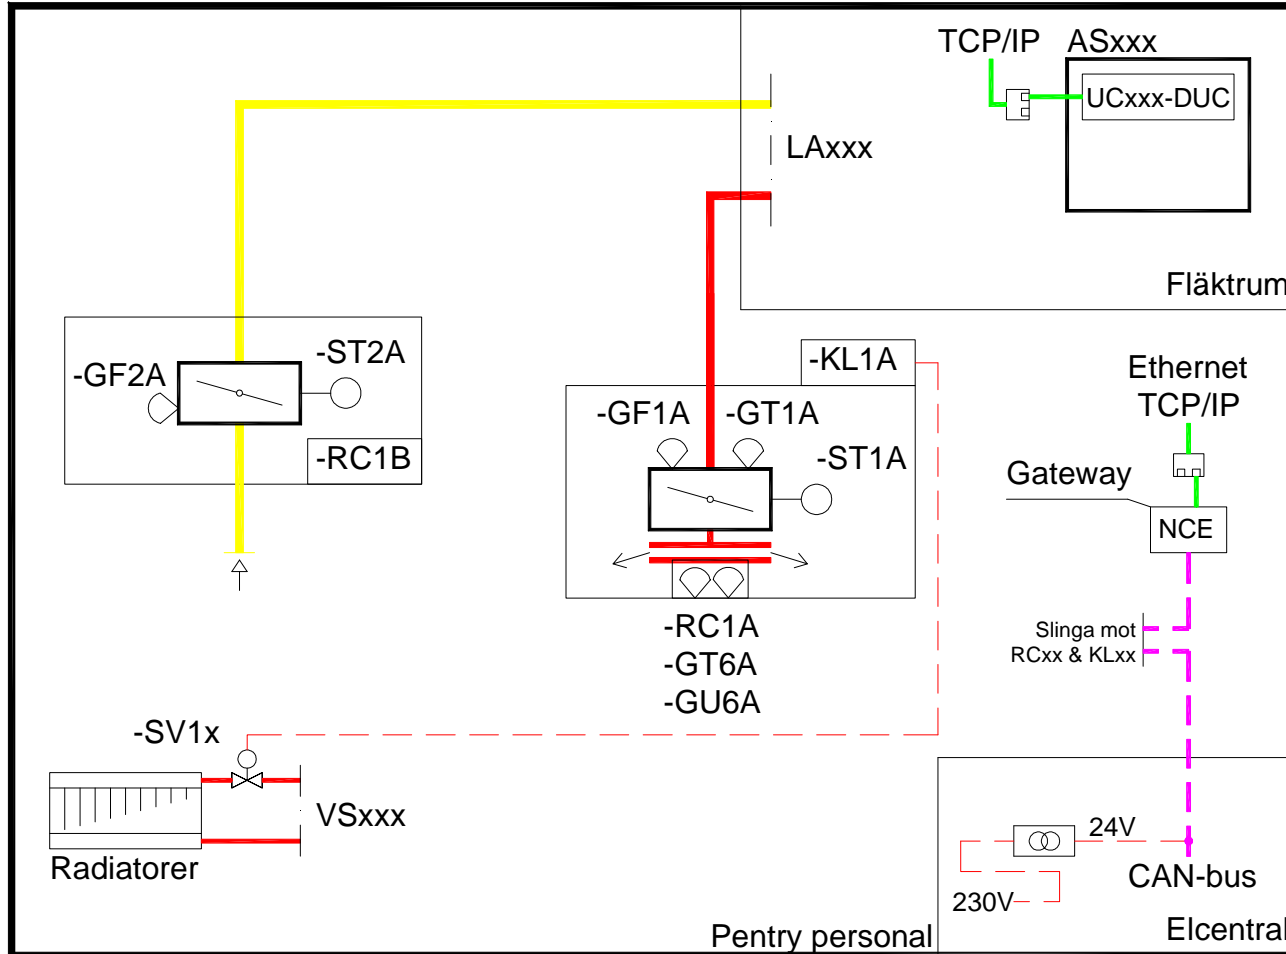 TCP/IP
ASxxx
UCxxx-DUC
LAxxx
Fläktrum
-ST2A
-GF2A
-RC1B
-KL1A
-GF1A
-GT1A
-ST1A
Ethernet
TCP/IP
Gateway
NCE
-RC1A
-GT6A
-GU6A
Slinga mot
RCxx & KLxx
-SV1x
VSxxx
Radiatorer
24V
230V
CAN-bus
Elcentral
Pentry personal